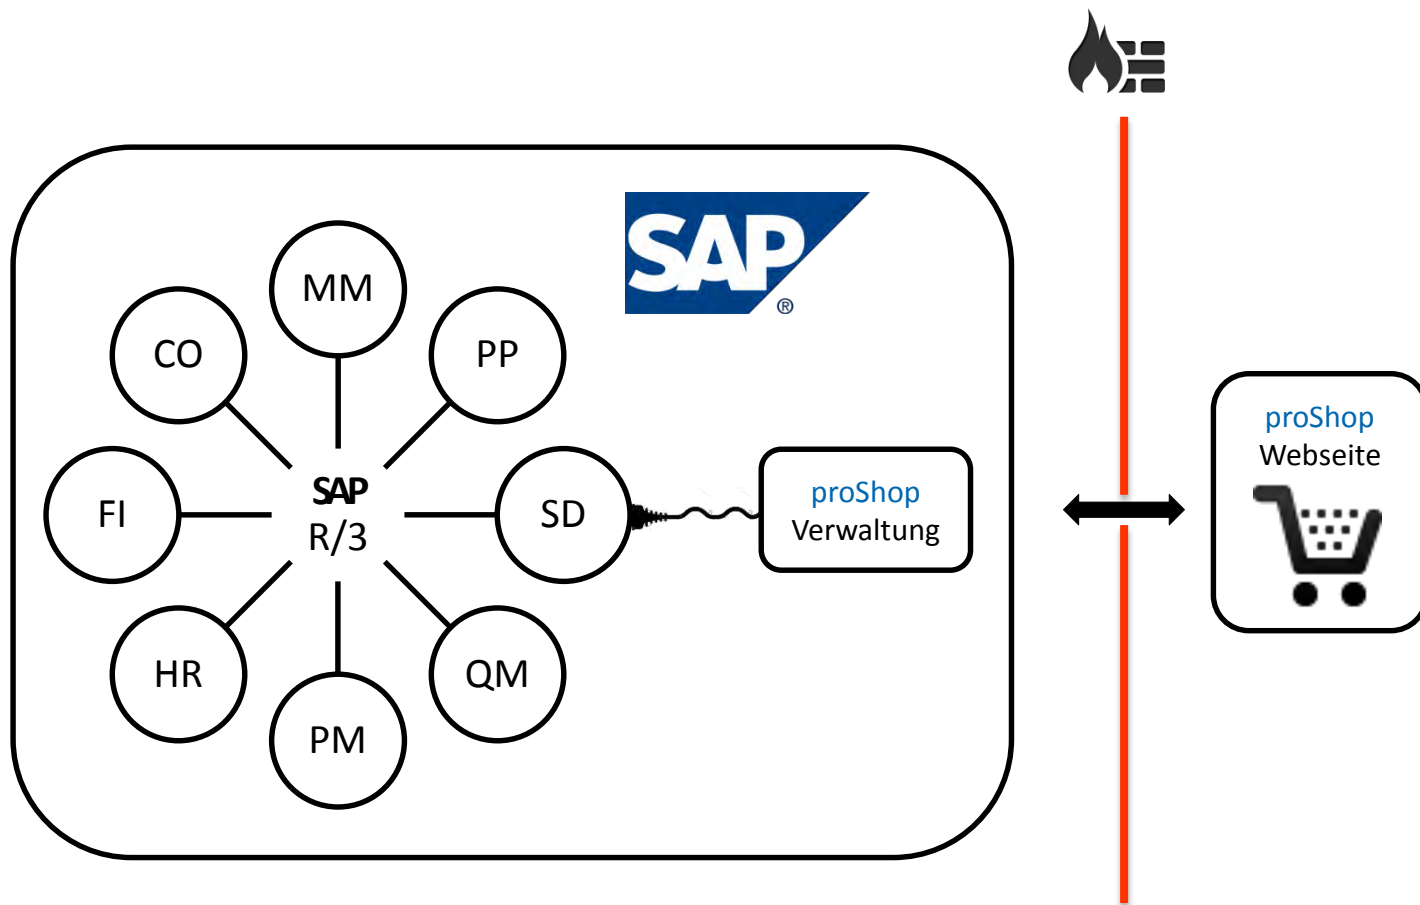 SAP
®
MM
CO
PP
FI
SAP
R/3
SD
HR
QM
PM
proShop
Verwaltung
proShop
Webseite